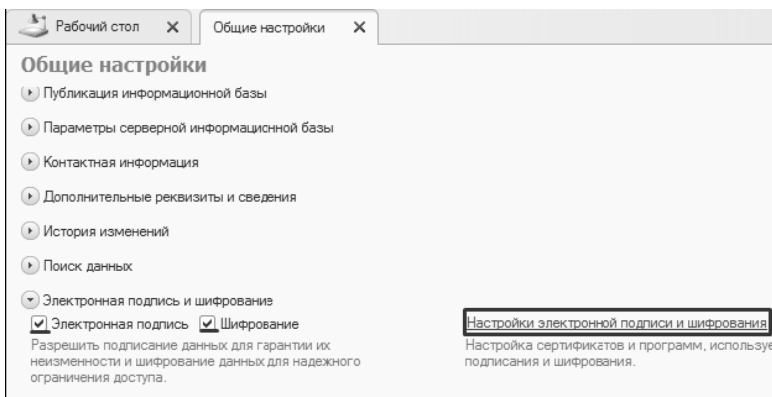 Рабочий стол
Общие настройки
Общие настройки
Публикация информационной базы
Параметры серверной информационной базы
Контактная информация
Дополнительные реквизиты и сведения
История изменений
Поиск данных
Электронная подпись и шифрование
Электронная подпись Шифрование
Настройки электронной подписи и шифрования
Разрешить подписание данных для гарантии их
неизменности и шифрование данных для надежного
ограничения доступа.
Настройка сертификатов и программ, используе
подписания и шифрования.